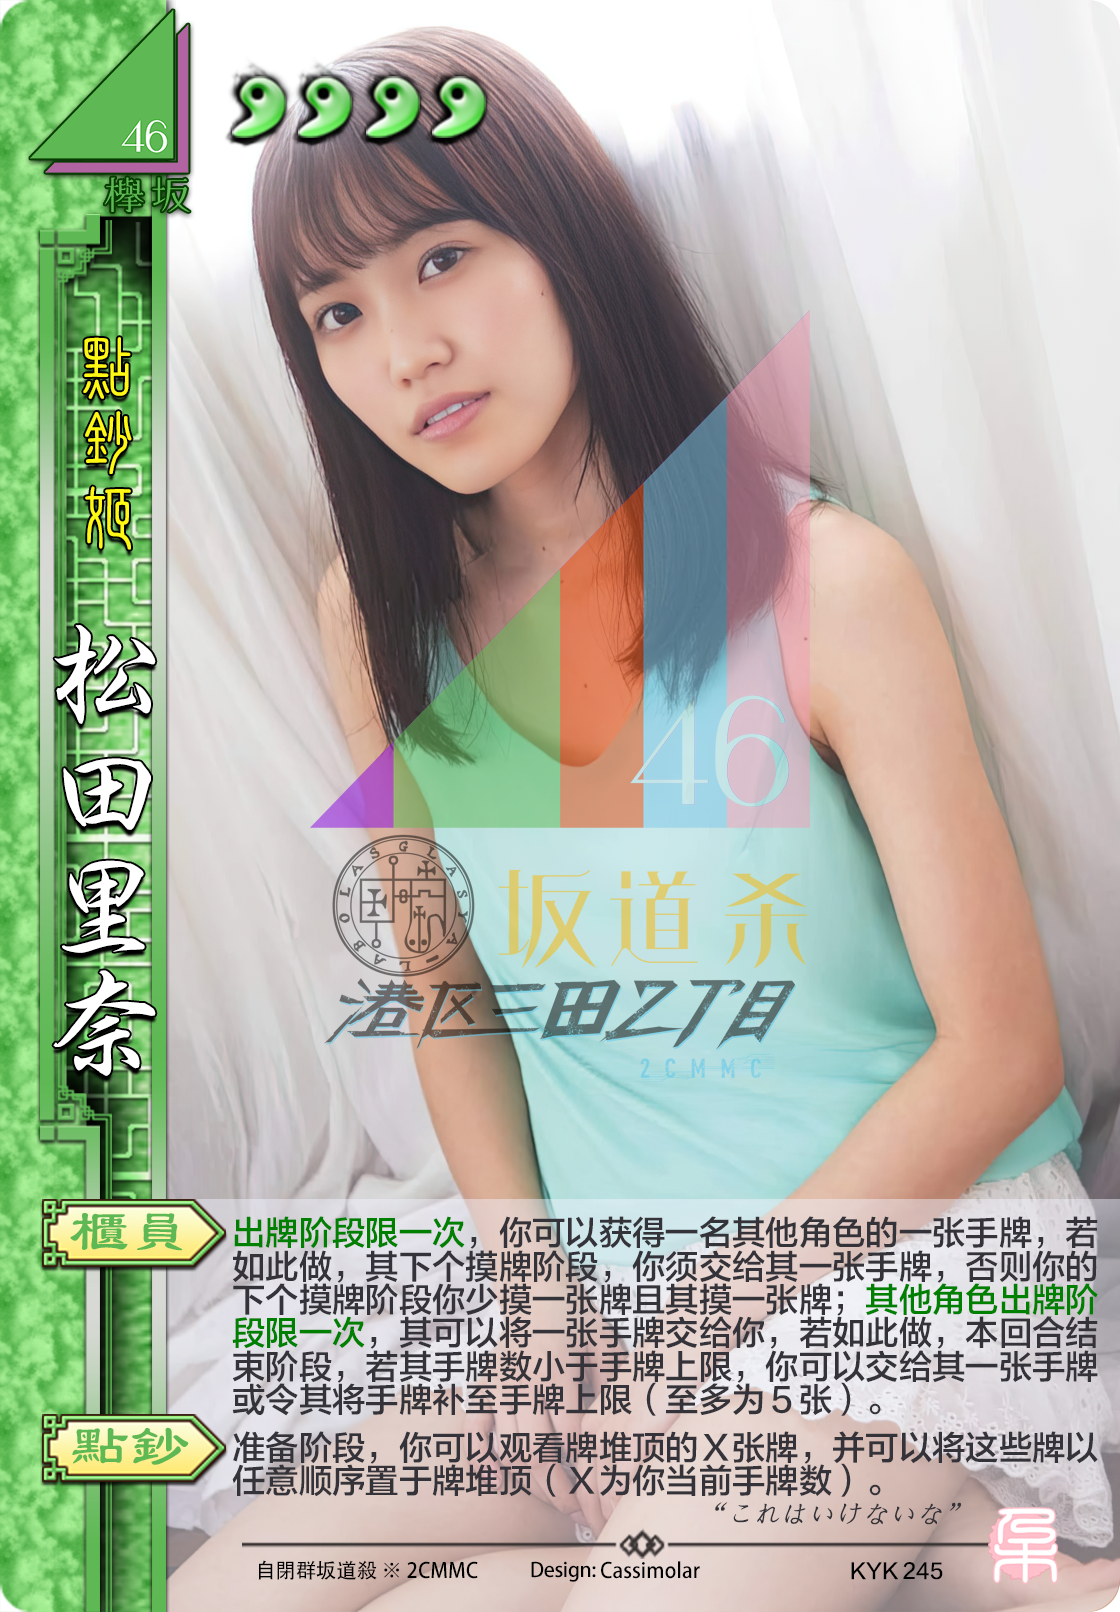 46
欅坂
點鈔姬
松田里奈
46
GLASYA-LABOLAS
坂道杀
港区三田2丁目
2CMMC
櫃員
出牌阶段限一次，你可以获得一名其他角色的一张手牌，若
如此做，其下个摸牌阶段，你须交给其一张手牌，否则你的
下个摸牌阶段你少摸一张牌且其摸一张牌；其他角色出牌阶
段限一次，其可以将一张手牌交给你，若如此做，本回合结
束阶段，若其手牌数小于手牌上限，你可以交给其一张手牌
或令其将手牌补至手牌上限（至多为５张）。
點鈔
准备阶段，你可以观看牌堆顶的Ｘ张牌，并可以将这些牌以
任意顺序置于牌堆顶（Ｘ为你当前手牌数）。
“これはいけないな”
自閉群坂道殺 ※ 2CMMC
Design: Cassimolar
KYK 245